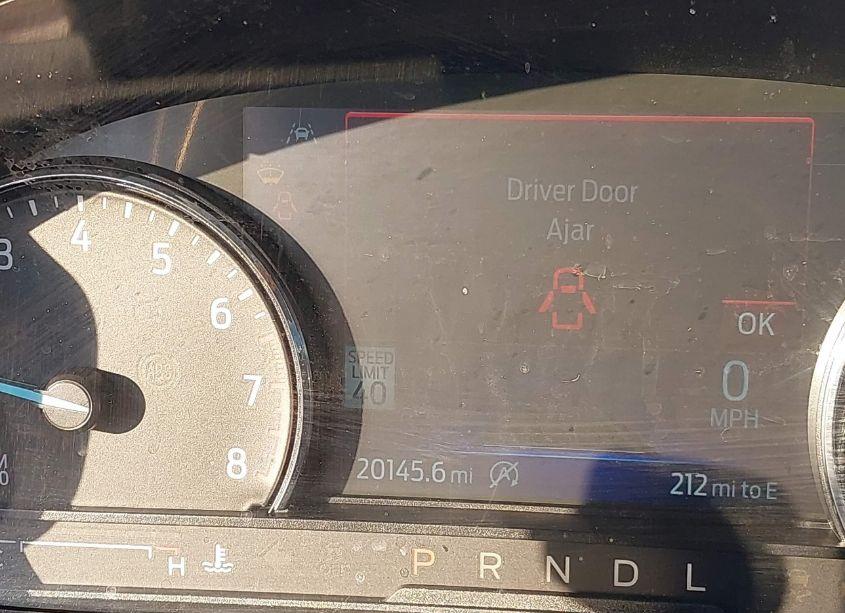 Driver Door
Ajar
OK
SPEED
LIMIT
40
0
MPH
20145.6 mi
212 mi to E
3
4
5
6
7
8
H
P R N D L